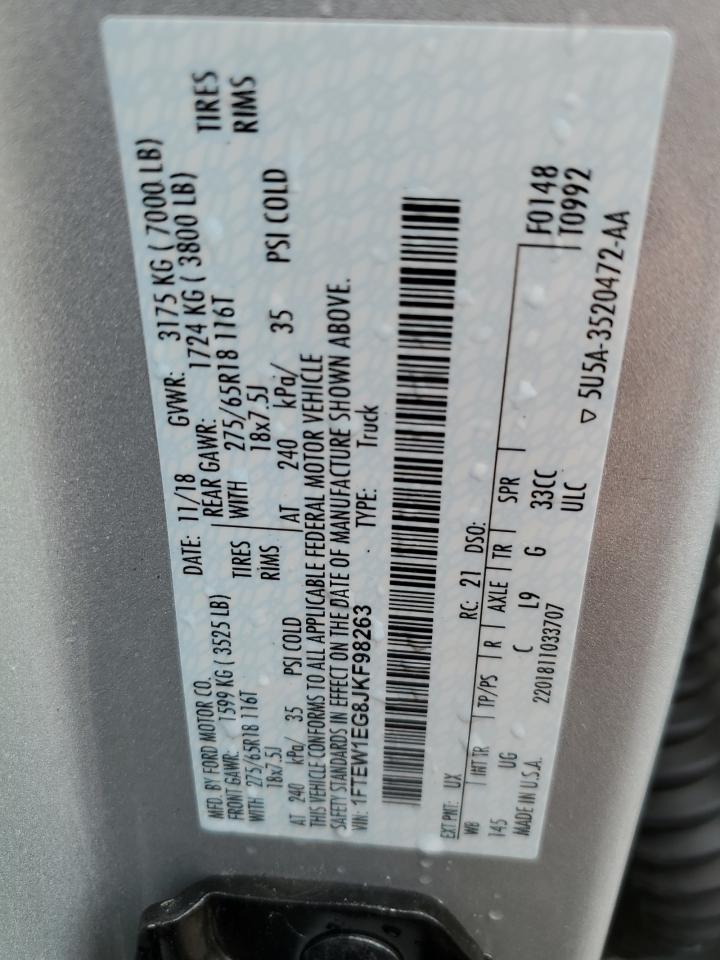 MFD. BY FORD MOTOR CO. DATE: 11/18 GVWR: 3175 KG ( 7000 LB)
FRONT GAWR: 1599 KG ( 3525 LB) REAR GAWR: 1724 KG ( 3800 LB)
WITH 275/65R18 116T TIRES WITH 275/65R18 116T TIRES
18x7.5J RIMS 18x7.5J RIMS
AT 240 kPa/ 35 PSI COLD AT 240 kPa/ 35 PSI COLD
THIS VEHICLE CONFORMS TO ALL APPLICABLE FEDERAL MOTOR VEHICLE
SAFETY STANDARDS IN EFFECT ON THE DATE OF MANUFACTURE SHOWN ABOVE.
VIN: 1FTEW1EG8JKF98263 TYPE: Truck
EXT PNT: UX RC: 21 DSO:
WB INT TR TP/PS R AXLE TR SPR F0148
145 UG C L9 G 33CC T0992
MADE IN U.S.A. 2201811033707 ULC
▽ 5U5A-3520472-AA